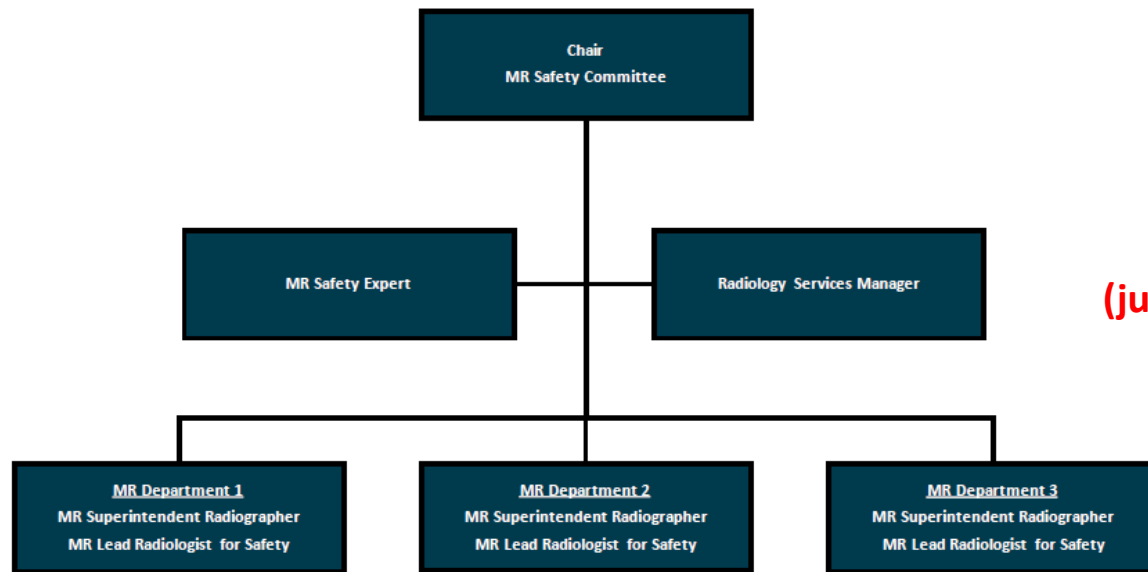 Chair
MR Safety Committee
MR Safety Expert
Radiology Services Manager
(ju
MR Department 1
MR Superintendent Radiographer
MR Lead Radiologist for Safety
MR Department 2
MR Superintendent Radiographer
MR Lead Radiologist for Safety
MR Department 3
MR Superintendent Radiographer
MR Lead Radiologist for Safety